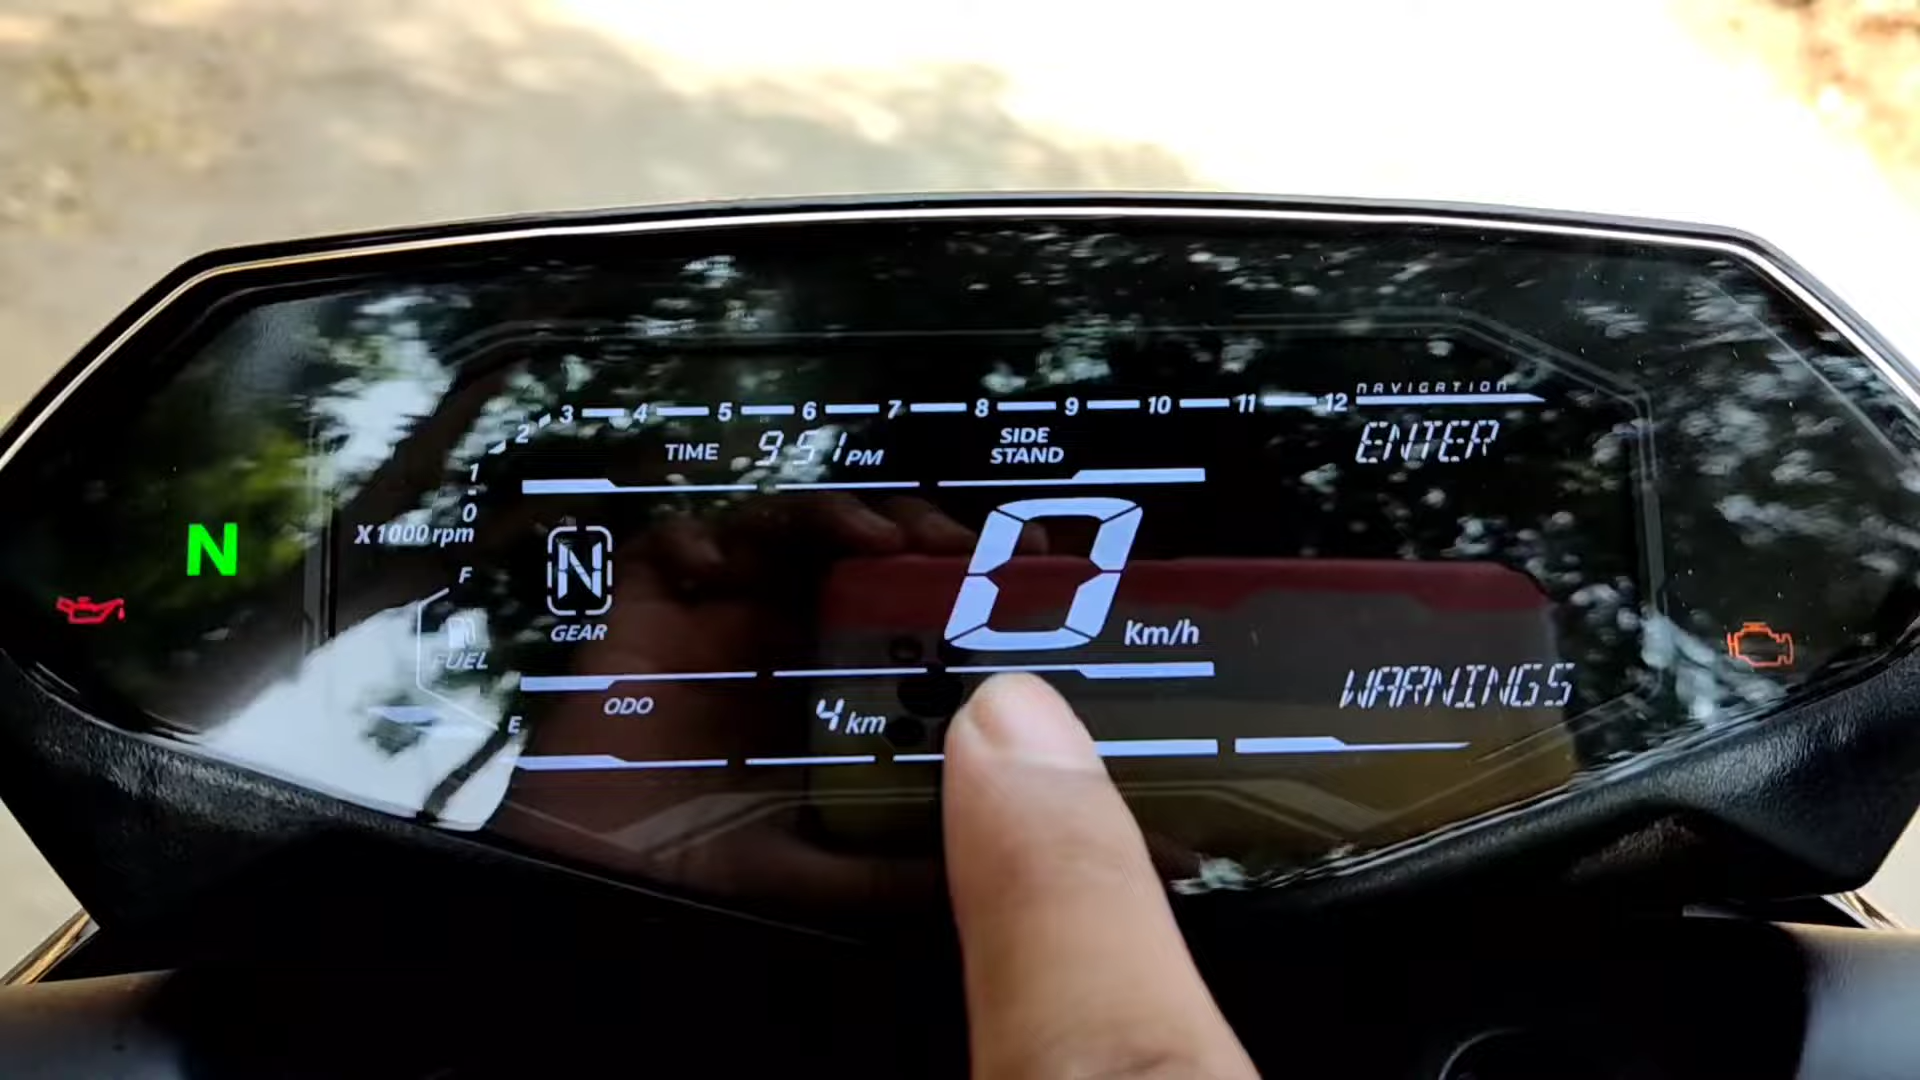 NAVIGATION
2 3 4 5 6 7 8 9 10 11 12
TIME 9 51 PM
SIDE
STAND
ENTER
1
0
X1000 rpm
N
N
GEAR
0 Km/h
F
FUEL
E
ODO 4 km
WARNINGS